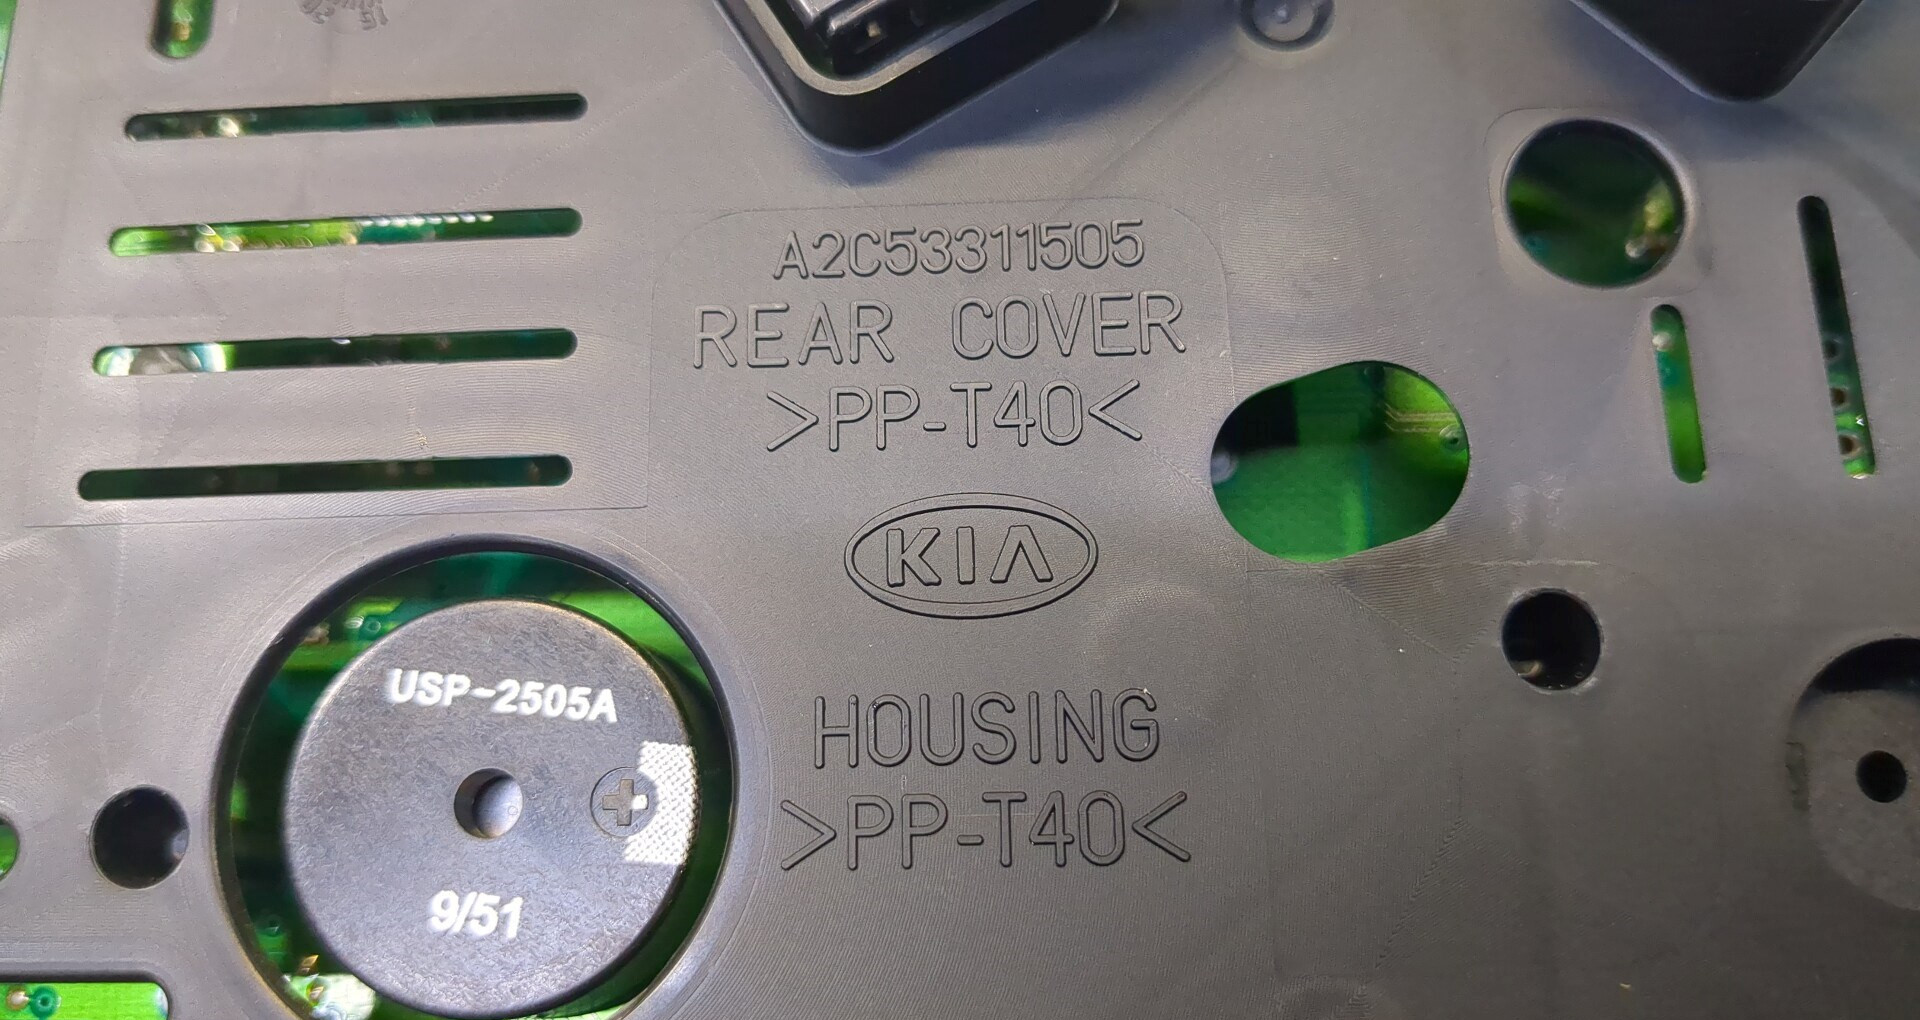 A2C53311505
REAR COVER
>PP-T40<
KIA
USP-2505A
9/51
HOUSING
>PP-T40<